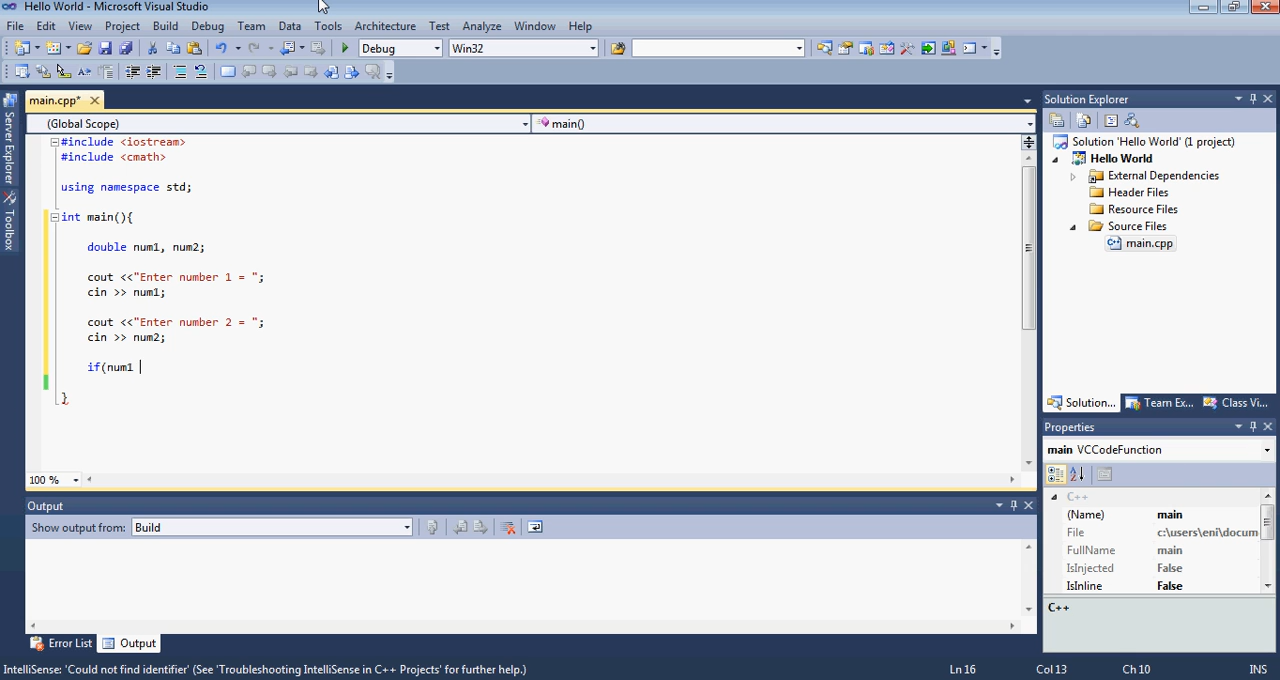 Hello World - Microsoft Visual Studio
File Edit View Project Build Debug Team Data Tools Architecture Test Analyze Window Help
Debug Win32
main.cpp*
(Global Scope) main()
#include <iostream>
#include <cmath>
using namespace std;
int main(){
double num1, num2;
cout <<"Enter number 1 = ";
cin >> num1;
cout <<"Enter number 2 = ";
cin >> num2;
if(num1
}
100 %
Server Explorer
Toolbox
Solution Explorer
Solution 'Hello World' (1 project)
Hello World
External Dependencies
Header Files
Resource Files
Source Files
main.cpp
Solution... Team Ex... Class Vi...
Properties
main VCCodeFunction
C++
(Name) main
File c:\users\eni\docum
FullName main
IsInjected False
IsInline False
C++
Output
Show output from: Build
Error List Output
IntelliSense: 'Could not find identifier' (See 'Troubleshooting IntelliSense in C++ Projects' for further help.) Ln 16 Col 13 Ch 10 INS